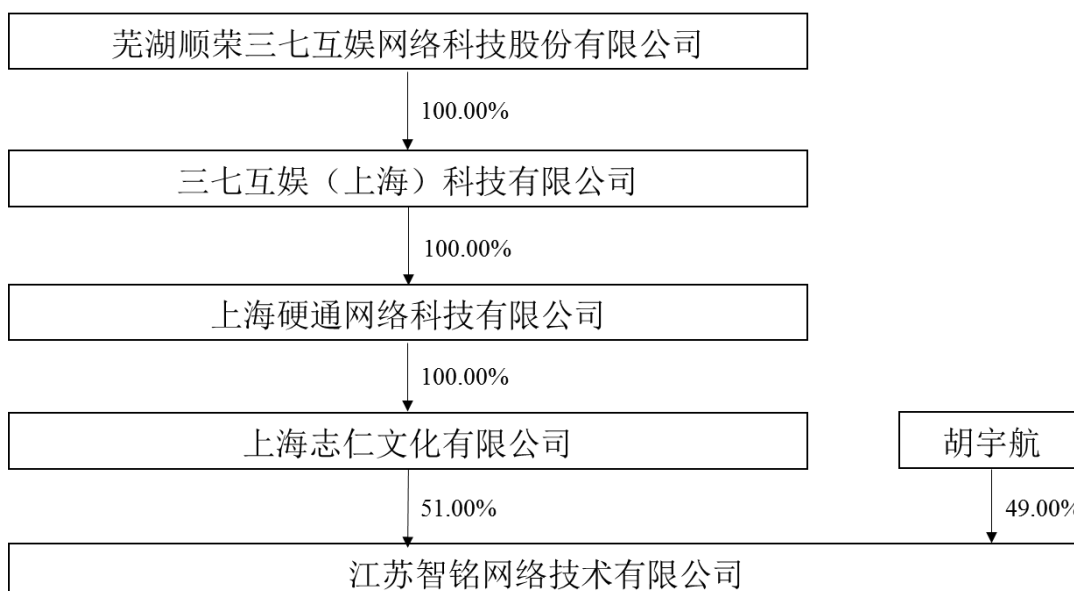 芜湖顺荣三七互娱网络科技股份有限公司
100.00%
三七互娱（上海）科技有限公司
100.00%
上海硬通网络科技有限公司
100.00%
上海志仁文化有限公司
胡宇航
51.00%
49.00%
江苏智铭网络技术有限公司